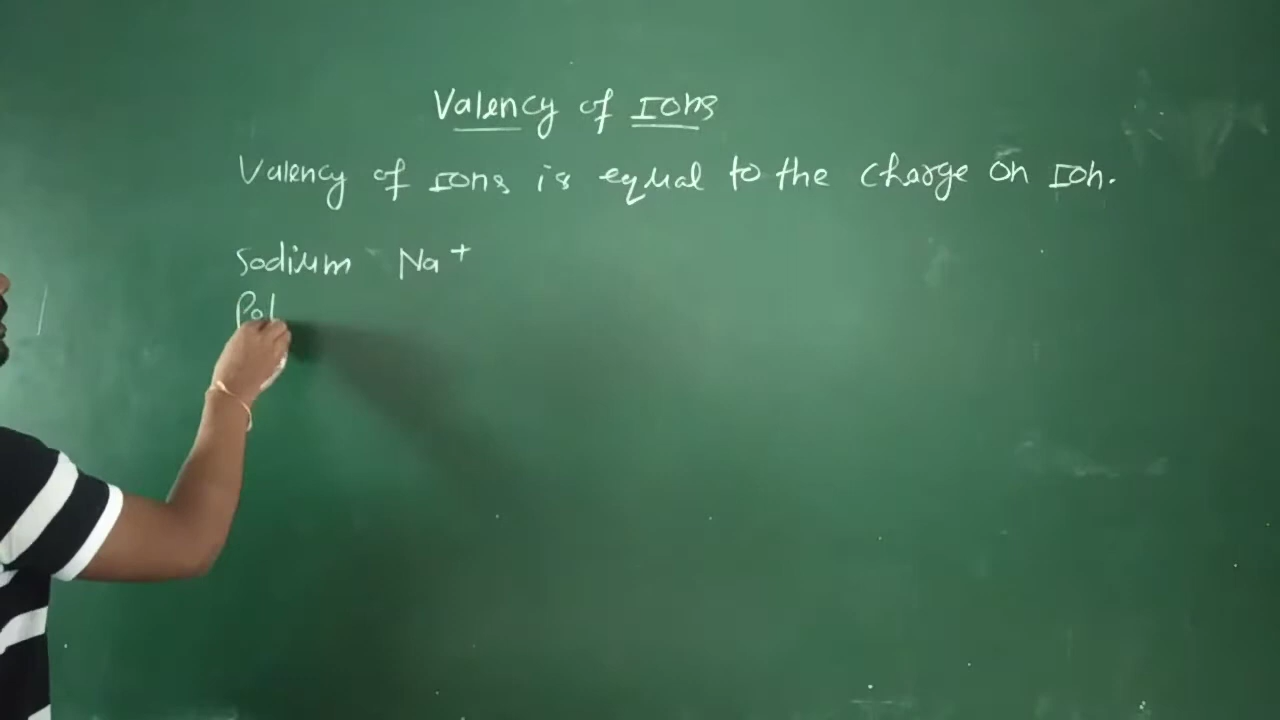 Valency of Ions
Valency of Ions is equal to the charge on Ion.
Sodium Na+